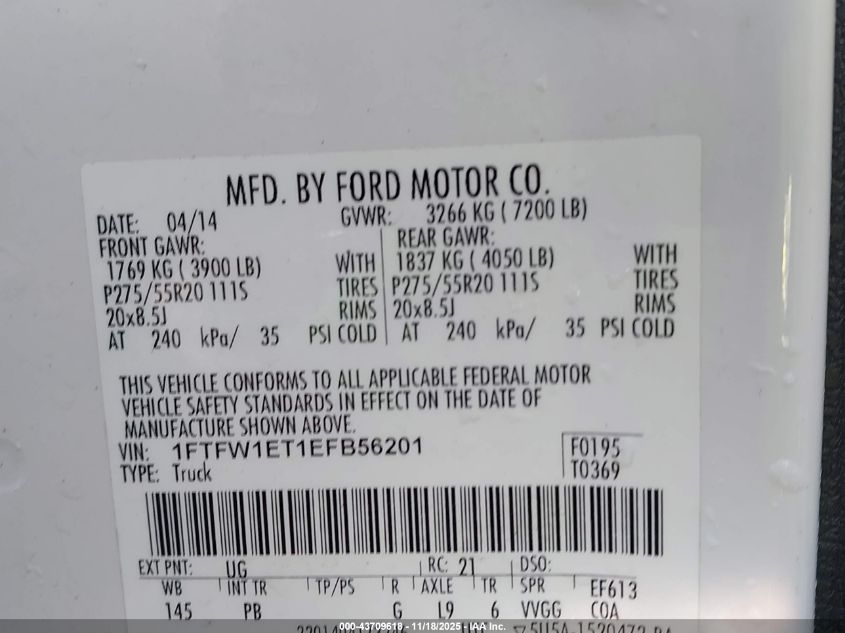 MFD. BY FORD MOTOR CO.
DATE: 04/14 GVWR: 3266 KG ( 7200 LB)
FRONT GAWR: REAR GAWR:
1769 KG ( 3900 LB) WITH 1837 KG ( 4050 LB) WITH
P275/55R20 111S TIRES P275/55R20 111S TIRES
20x8.5J RIMS 20x8.5J RIMS
AT 240 kPa/ 35 PSI COLD AT 240 kPa/ 35 PSI COLD
THIS VEHICLE CONFORMS TO ALL APPLICABLE FEDERAL MOTOR
VEHICLE SAFETY STANDARDS IN EFFECT ON THE DATE OF
MANUFACTURE SHOWN ABOVE.
VIN: 1FTFW1ET1EFB56201 F0195
TYPE: Truck T0369
EXT PNT: UG RC: 21 DSO:
WB INT TR TP/PS R AXLE TR SPR EF613
145 PB G L9 6 VVGG COA
000-43709618 - 11/18/2025 - IAA Inc.